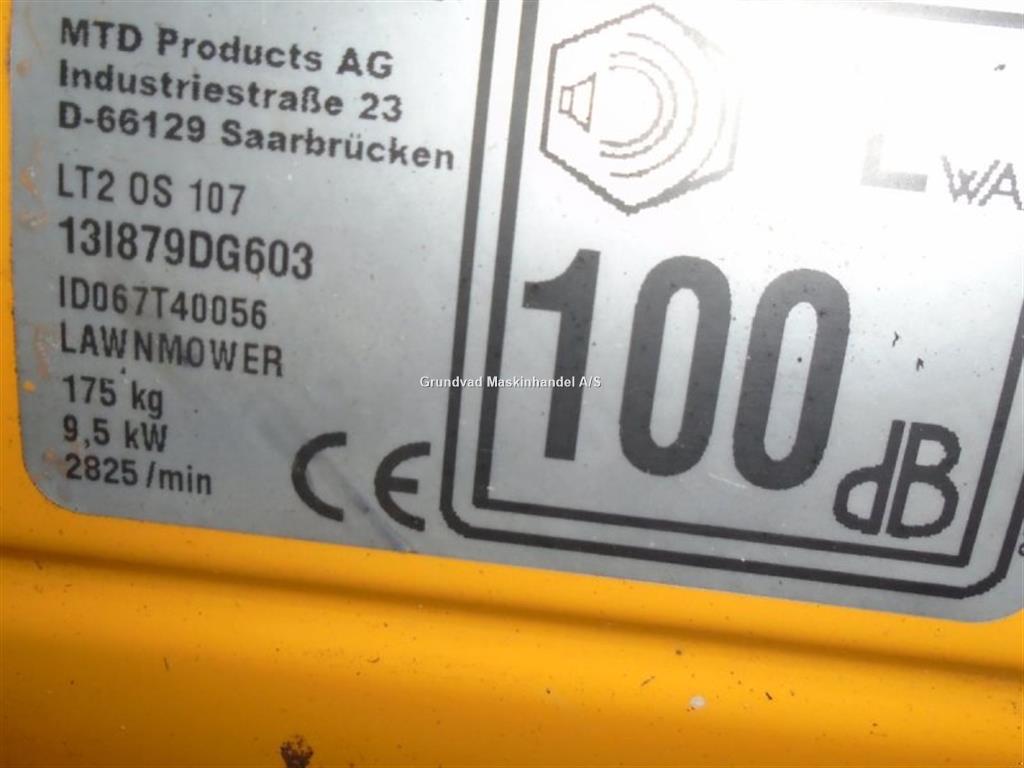 MTD Products AG
Industriestraße 23
D-66129 Saarbrücken
LT2 OS 107
13I879DG603
ID067T40056
LAWNMOWER
175 kg
9,5 kW
2825/min
CE
LWA
100
dB
Grundvad Maskinhandel A/S